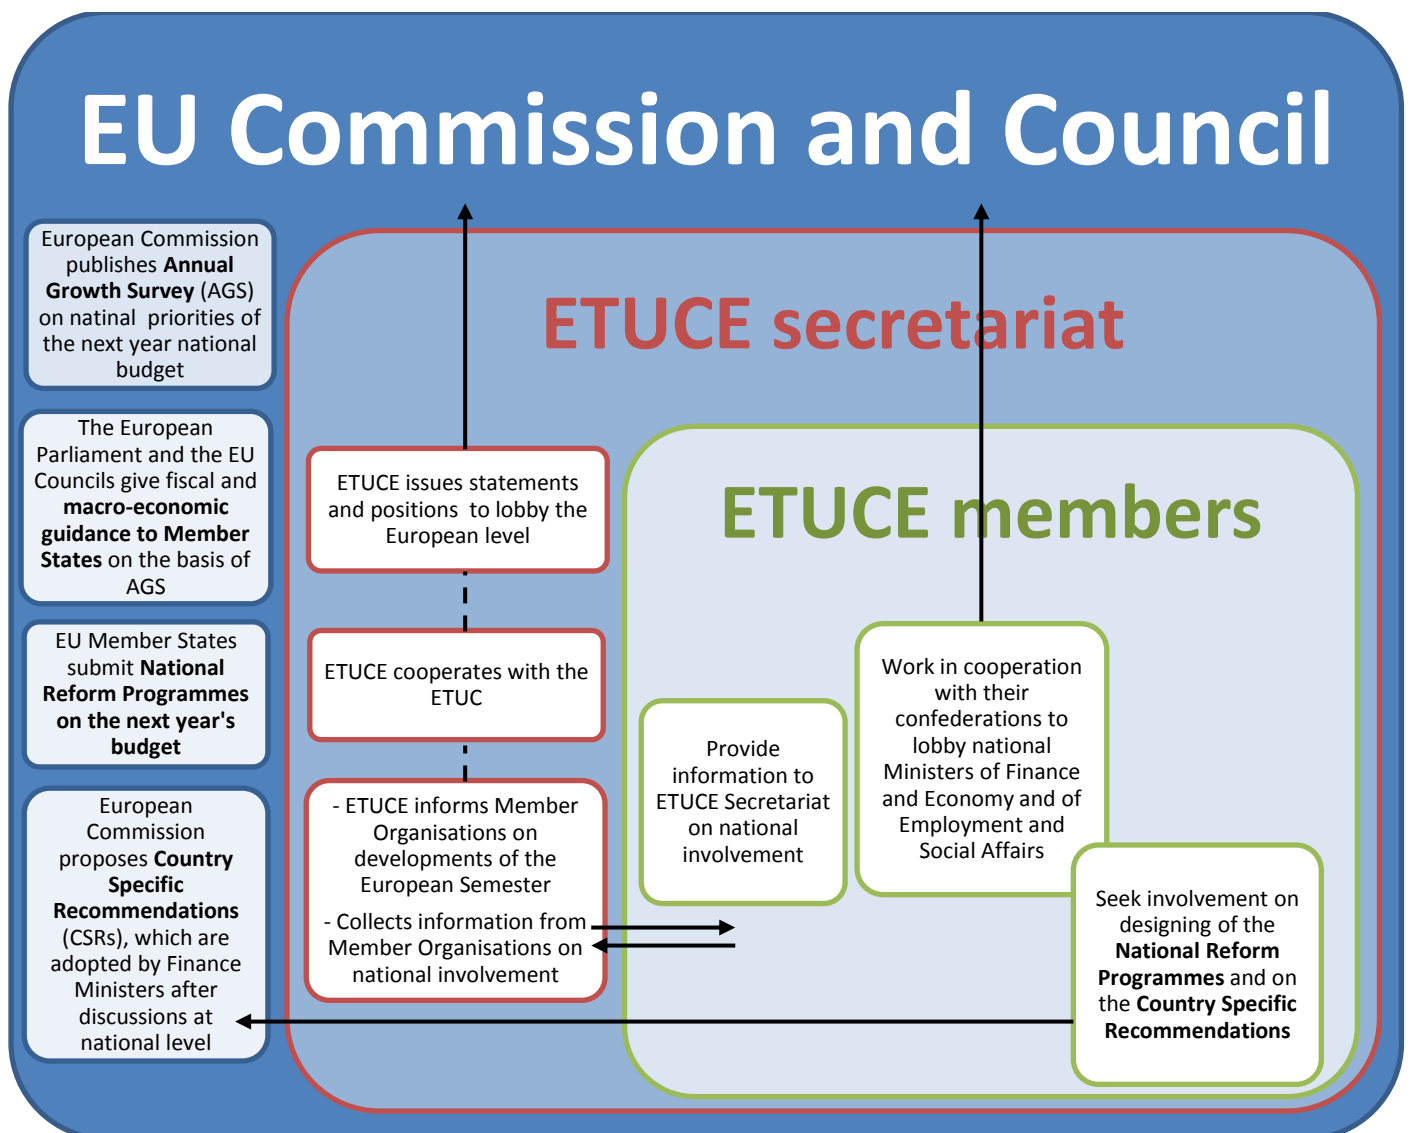 EU Commission and Council
European Commission
publishes Annual
Growth Survey (AGS)
on natinal  priorities of
the next year national
budget
The European
Parliament and the EU
Councils give fiscal and
macro-economic
guidance to Member
States on the basis of
AGS
EU Member States
submit National
Reform Programmes
on the next year's
budget
European
Commission
proposes Country
Specific
Recommendations
(CSRs), which are
adopted by Finance
Ministers after
discussions at
national level
ETUCE secretariat
ETUCE issues statements
and positions  to lobby the
European level
ETUCE cooperates with the
ETUC
- ETUCE informs Member
Organisations on
developments of the
European Semester
- Collects information from
Member Organisations on
national involvement
ETUCE members
Provide
information to
ETUCE Secretariat
on national
involvement
Work in cooperation
with their
confederations to
lobby national
Ministers of Finance
and Economy and of
Employment and
Social Affairs
Seek involvement on
designing of the
National Reform
Programmes and on
the Country Specific
Recommendations